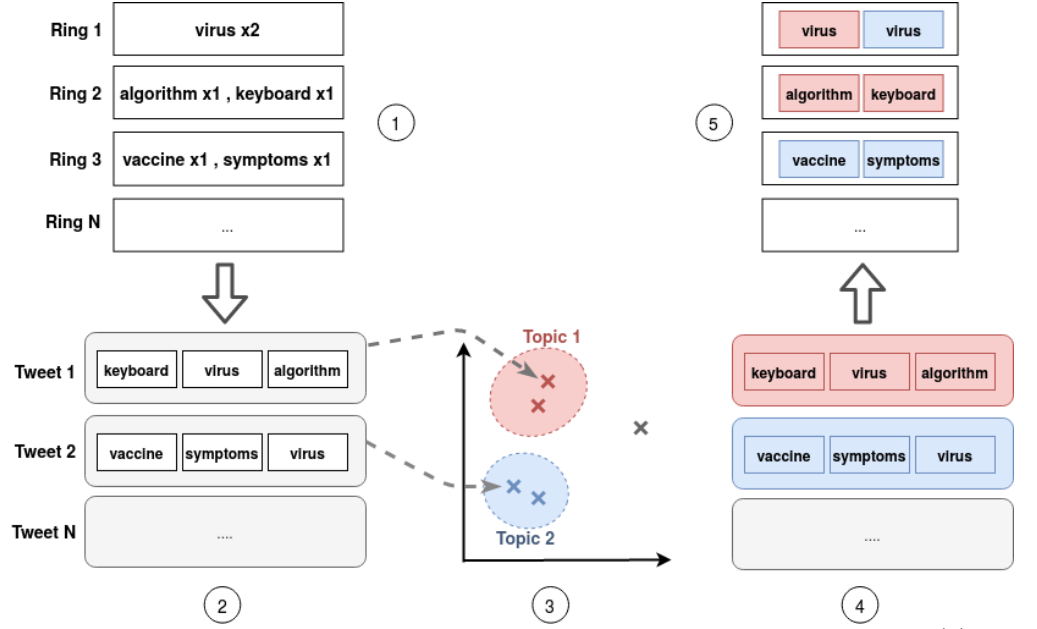 Ring 1
virus x2
Ring 2
algorithm x1 , keyboard x1
Ring 3
vaccine x1 , symptoms x1
Ring N
...
1
Tweet 1
keyboard virus algorithm
Tweet 2
vaccine symptoms virus
Tweet N
....
2
Topic 1
Topic 2
3
keyboard virus algorithm
vaccine symptoms virus
....
4
virus virus
algorithm keyboard
vaccine symptoms
...
5